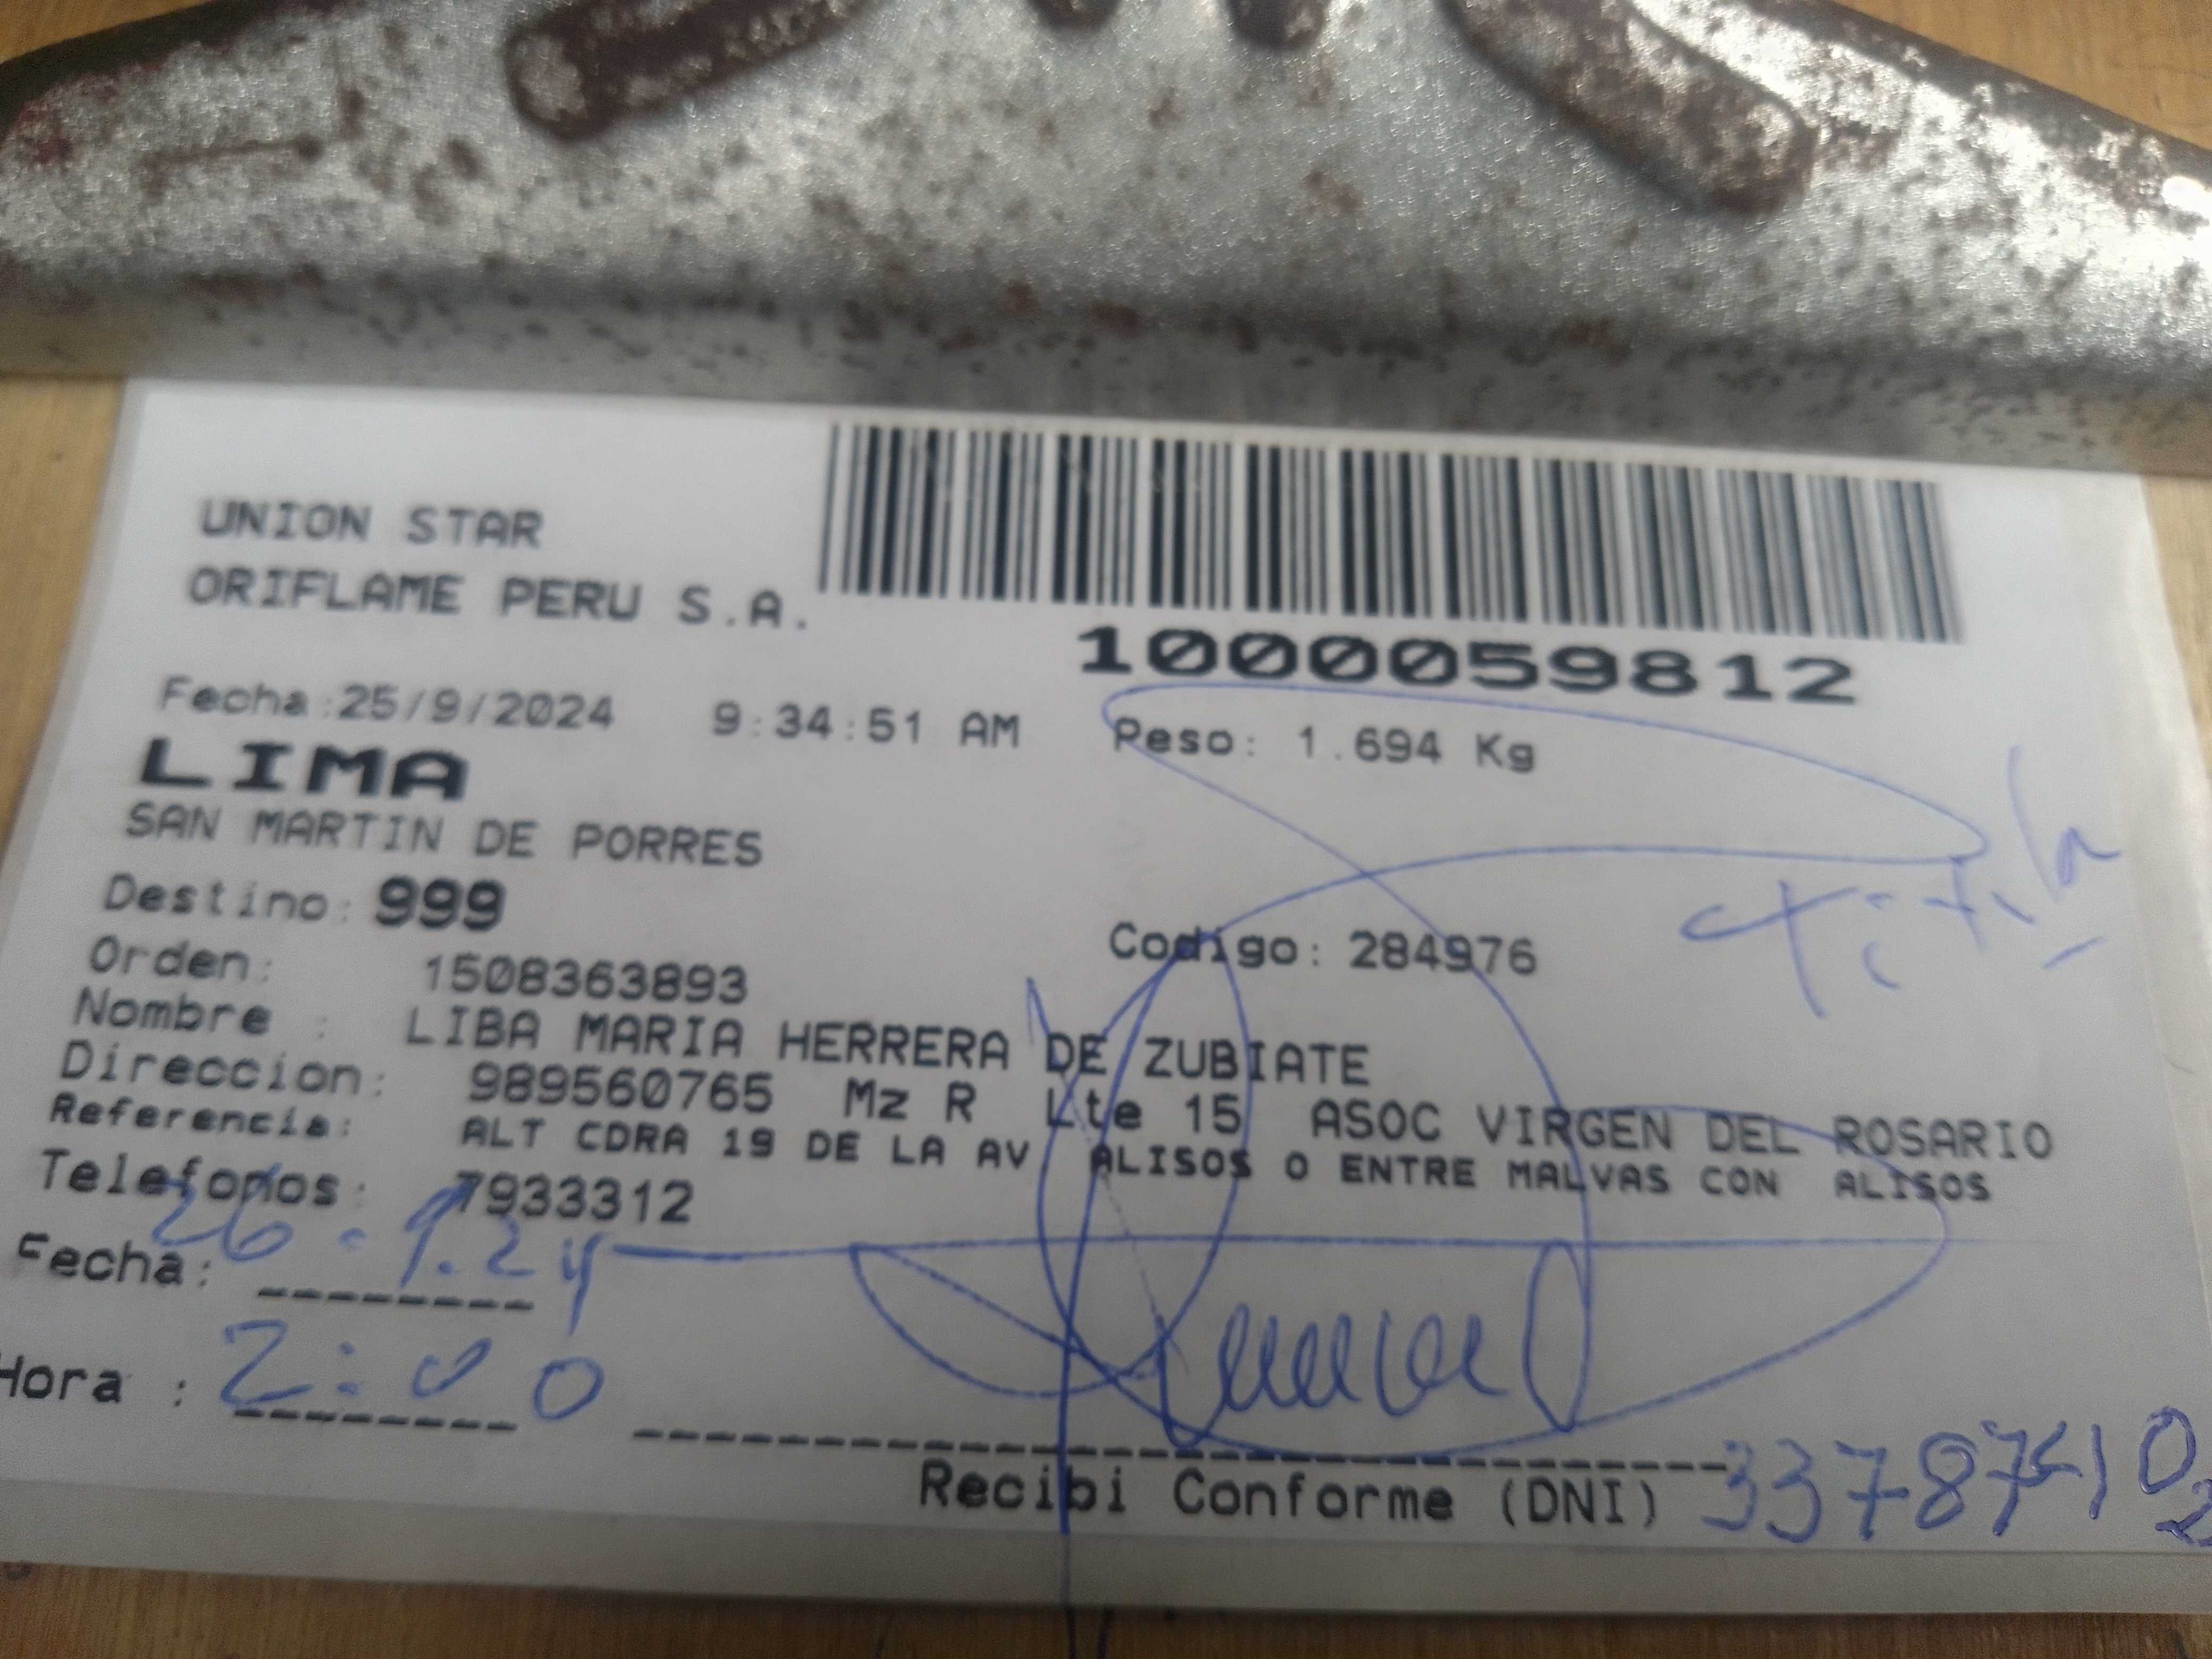 UNION STAR
ORIFLAME PERU S.A.
1000059812
Fecha:25/9/2024 9:34:51 AM Peso: 1.694 Kg
LIMA
SAN MARTIN DE PORRES
Destino: 999
Orden: 1508363893 Codigo: 284976
Nombre : LIBA MARIA HERRERA DE ZUBIATE
Direccion: 989560765 Mz R Lte 15 ASOC VIRGEN DEL ROSARIO
Referencia: ALT CDRA 19 DE LA AV ALISOS O ENTRE MALVAS CON ALISOS
Telefonos: 7933312
Fecha: 26.9.24
Hora : 2:00
Recibi Conforme (DNI)